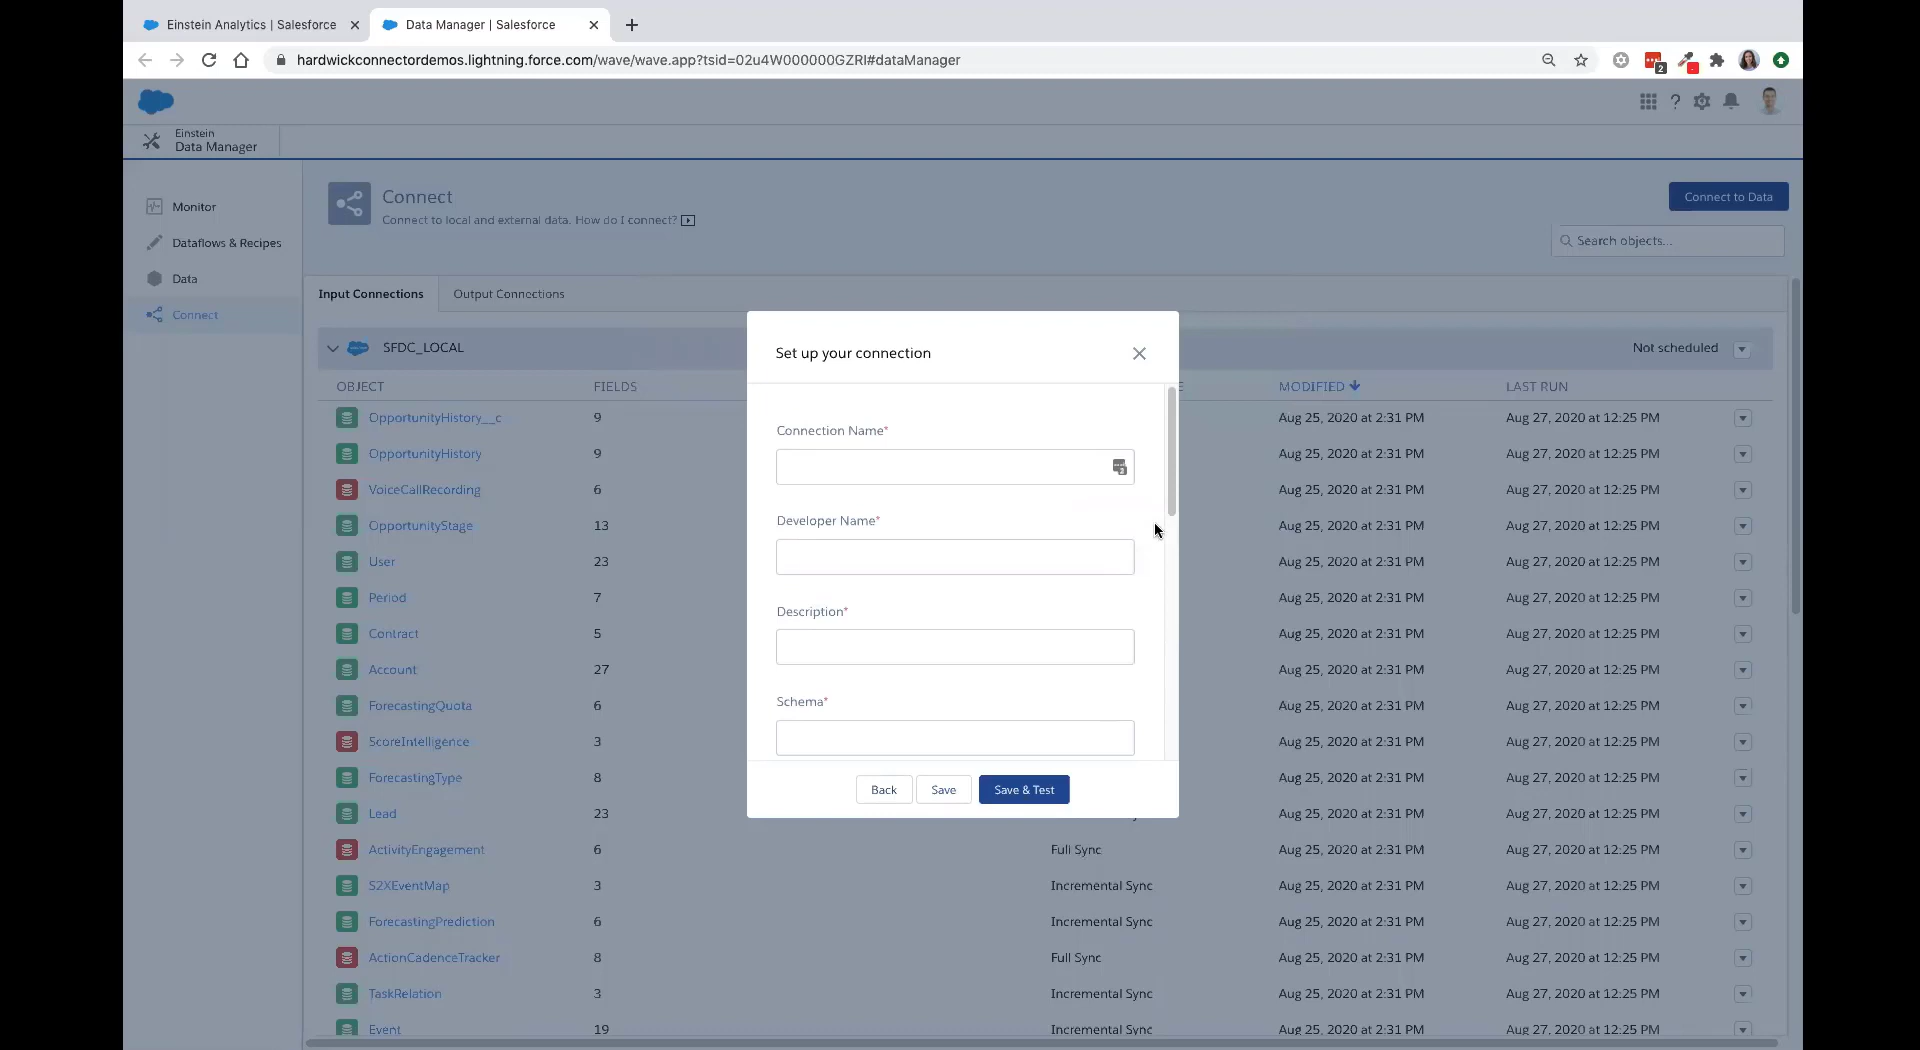 Einstein Analytics | Salesforce
Data Manager | Salesforce
hardwickconnectordemos.lightning.force.com/wave/wave.app?tsid=02u4W000000GZRI#dataManager
2
Einstein
Data Manager
Monitor
Dataflows & Recipes
Data
Connect
Connect
Connect to local and external data. How do I connect?
Connect to Data
Search objects...
Input Connections
Output Connections
SFDC_LOCAL
Not scheduled
OBJECT FIELDS MODIFIED LAST RUN
OpportunityHistory__c 9 Aug 25, 2020 at 2:31 PM Aug 27, 2020 at 12:25 PM
OpportunityHistory 9 Aug 25, 2020 at 2:31 PM Aug 27, 2020 at 12:25 PM
VoiceCallRecording 6 Aug 25, 2020 at 2:31 PM Aug 27, 2020 at 12:25 PM
OpportunityStage 13 Aug 25, 2020 at 2:31 PM Aug 27, 2020 at 12:25 PM
User 23 Aug 25, 2020 at 2:31 PM Aug 27, 2020 at 12:25 PM
Period 7 Aug 25, 2020 at 2:31 PM Aug 27, 2020 at 12:25 PM
Contract 5 Aug 25, 2020 at 2:31 PM Aug 27, 2020 at 12:25 PM
Account 27 Aug 25, 2020 at 2:31 PM Aug 27, 2020 at 12:25 PM
ForecastingQuota 6 Aug 25, 2020 at 2:31 PM Aug 27, 2020 at 12:25 PM
ScoreIntelligence 3 Aug 25, 2020 at 2:31 PM Aug 27, 2020 at 12:25 PM
ForecastingType 8 Aug 25, 2020 at 2:31 PM Aug 27, 2020 at 12:25 PM
Lead 23 Aug 25, 2020 at 2:31 PM Aug 27, 2020 at 12:25 PM
ActivityEngagement 6 Full Sync Aug 25, 2020 at 2:31 PM Aug 27, 2020 at 12:25 PM
S2XEventMap 3 Incremental Sync Aug 25, 2020 at 2:31 PM Aug 27, 2020 at 12:25 PM
ForecastingPrediction 6 Incremental Sync Aug 25, 2020 at 2:31 PM Aug 27, 2020 at 12:25 PM
ActionCadenceTracker 8 Full Sync Aug 25, 2020 at 2:31 PM Aug 27, 2020 at 12:25 PM
TaskRelation 3 Incremental Sync Aug 25, 2020 at 2:31 PM Aug 27, 2020 at 12:25 PM
Event 19 Incremental Sync Aug 25, 2020 at 2:31 PM Aug 27, 2020 at 12:25 PM
Set up your connection
Connection Name*
Developer Name*
Description*
Schema*
Back
Save
Save & Test